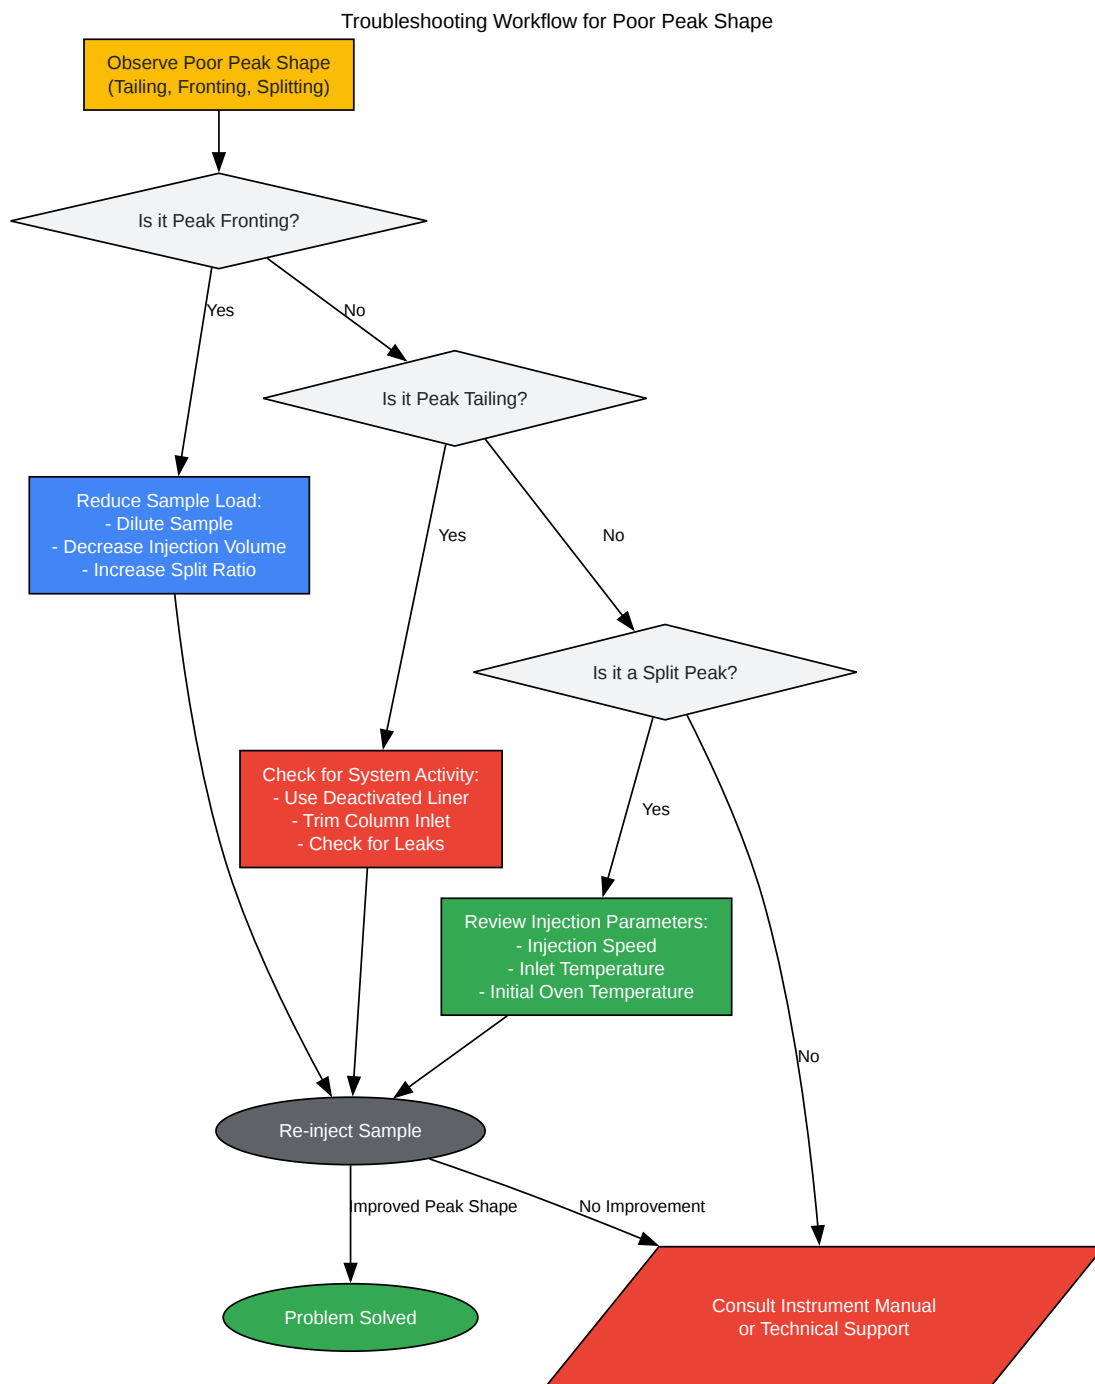 Troubleshooting Workflow for Poor Peak Shape
Observe Poor Peak Shape
(Tailing, Fronting, Splitting)
Is it Peak Fronting?
Yes
No
Is it Peak Tailing?
Reduce Sample Load:
- Dilute Sample
- Decrease Injection Volume
- Increase Split Ratio
Yes
No
Is it a Split Peak?
Check for System Activity:
- Use Deactivated Liner
- Trim Column Inlet
- Check for Leaks
Yes
Review Injection Parameters:
- Injection Speed
- Inlet Temperature
- Initial Oven Temperature
No
Re-inject Sample
Improved Peak Shape
No Improvement
Problem Solved
Consult Instrument Manual
or Technical Support